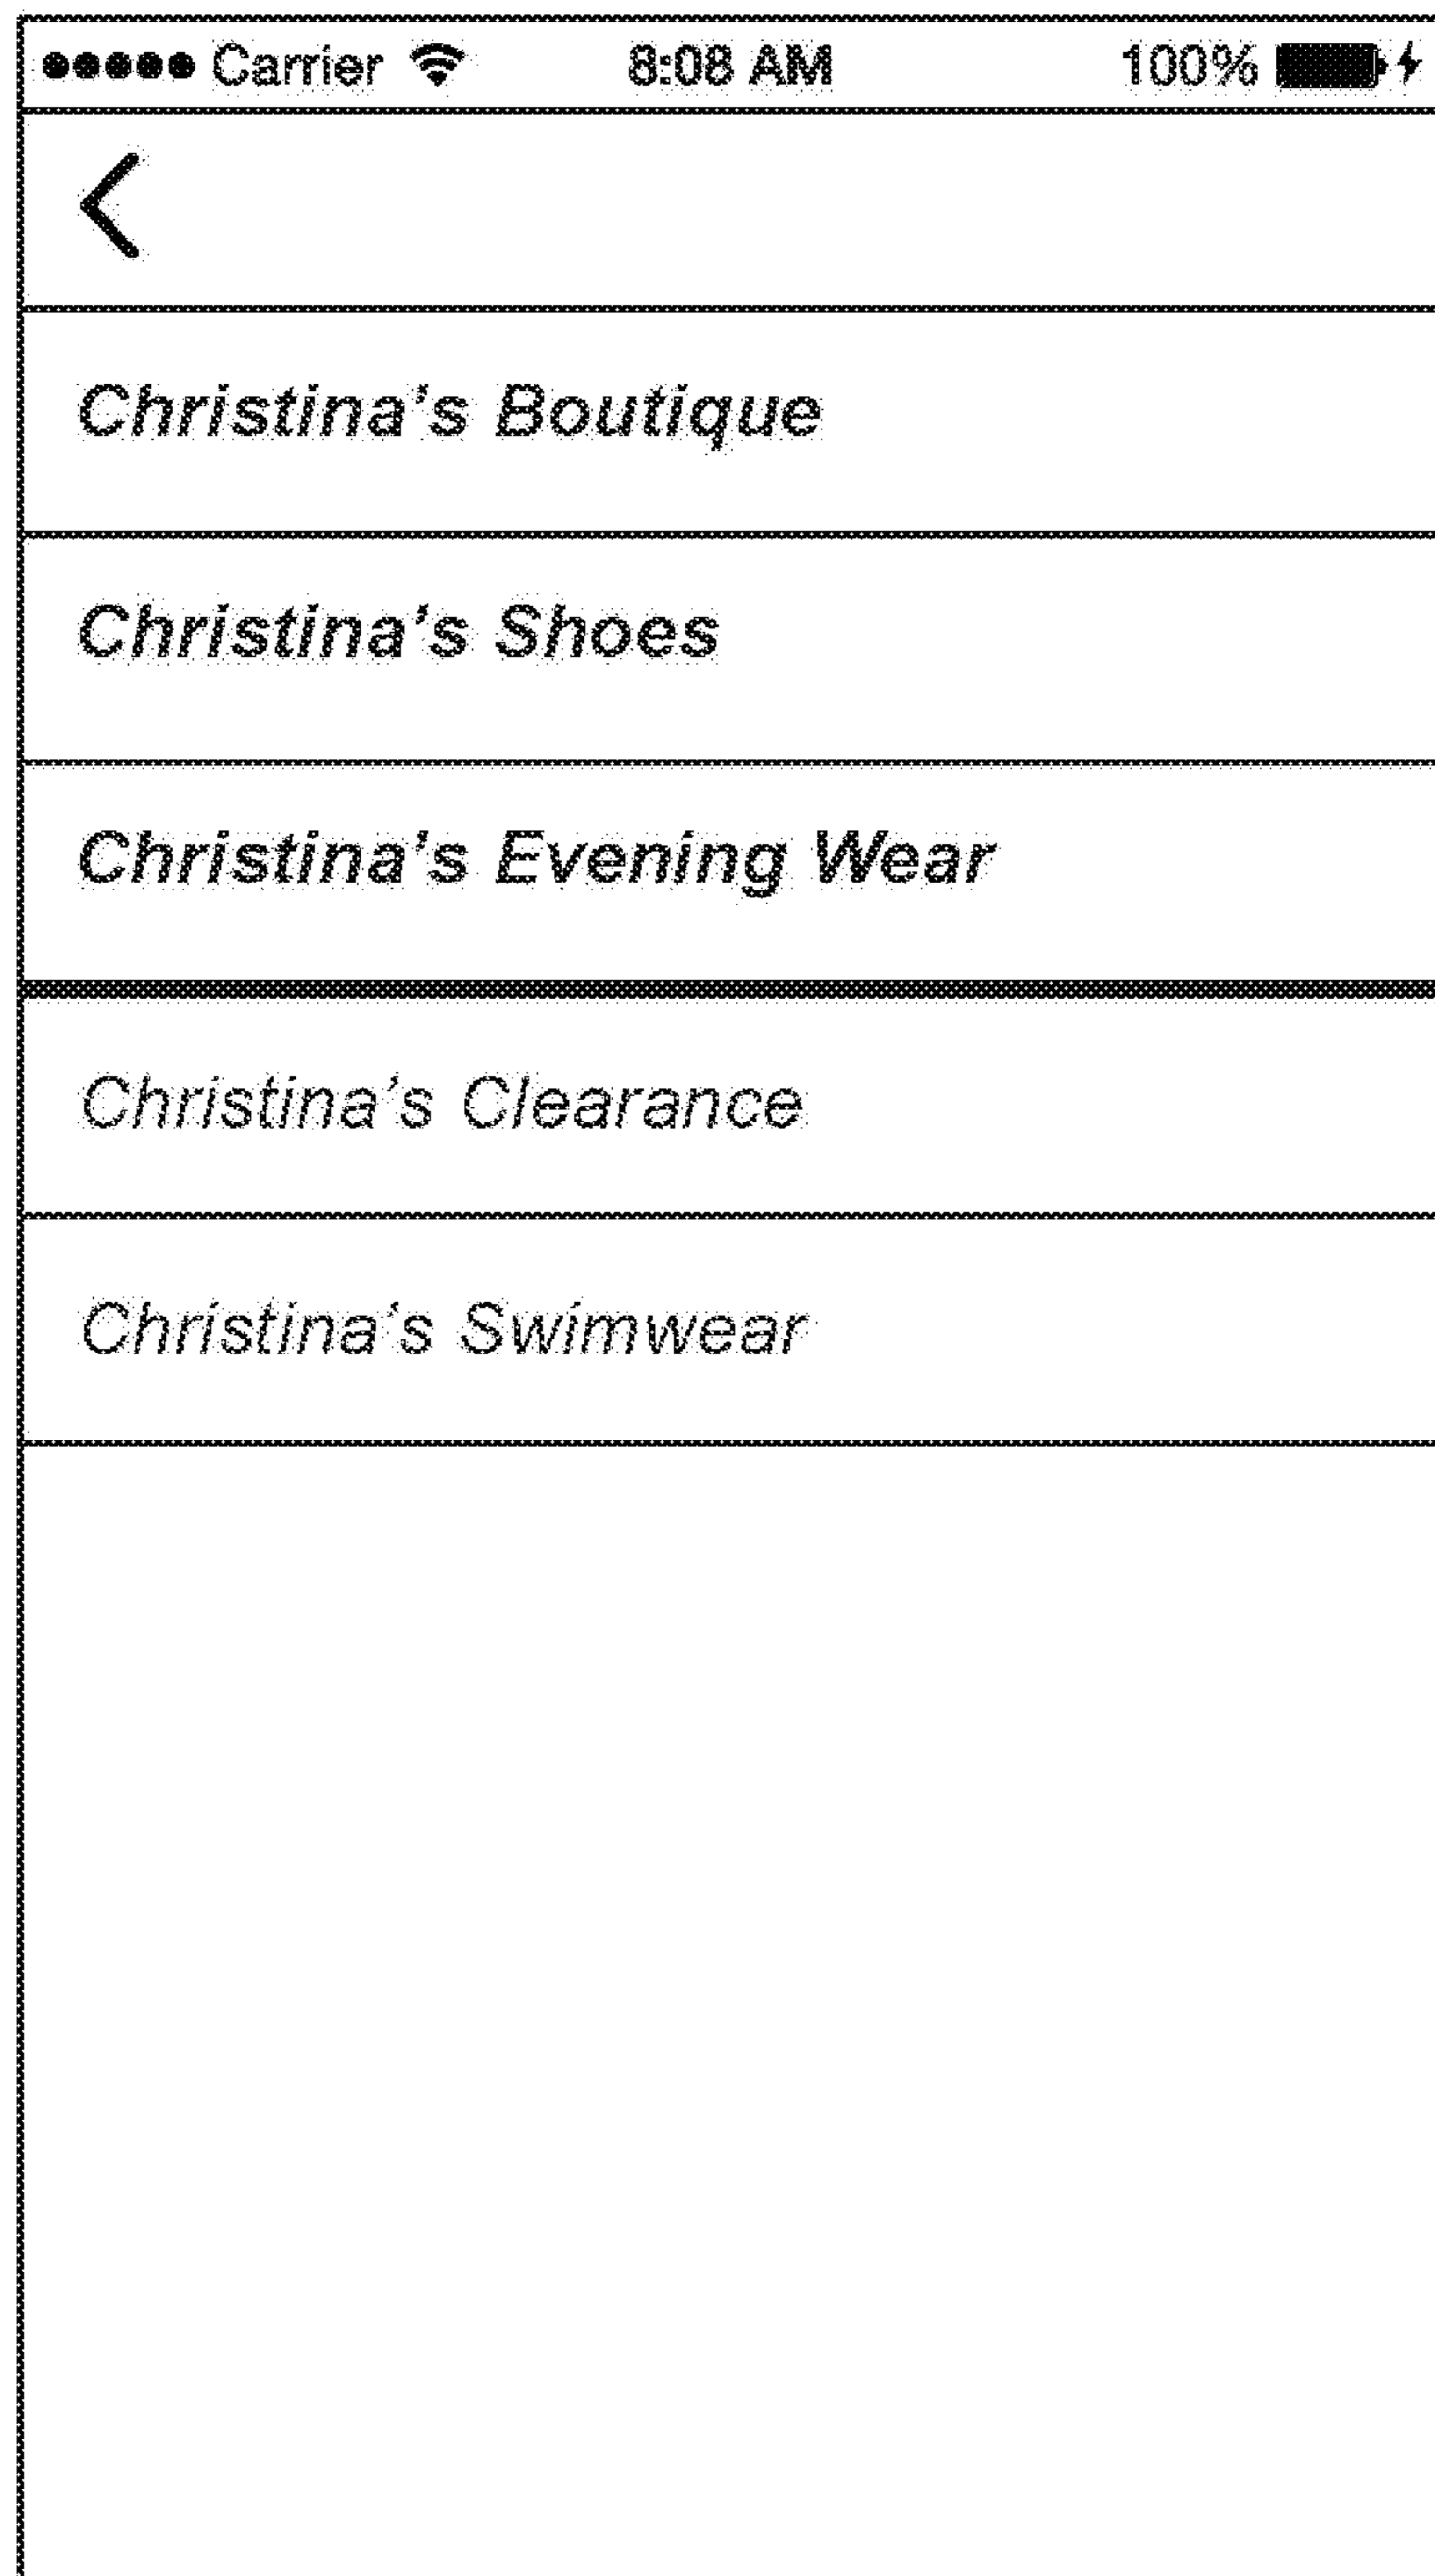 Carrier 8:08 AM 100%
Christina's Boutique
Christina's Shoes
Christina's Evening Wear
Christina's Clearance
Christina's Swimwear